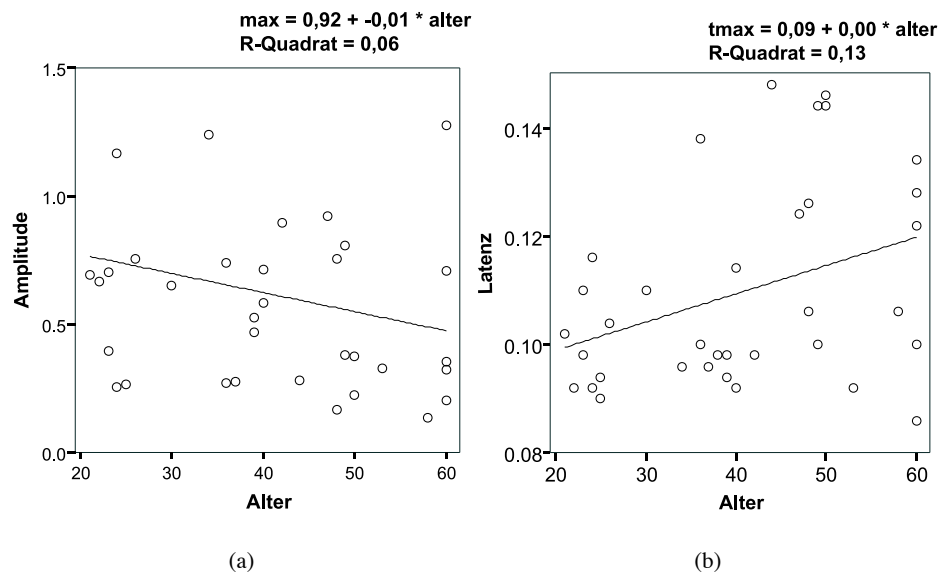 max = 0,92 + -0,01 * alter
R-Quadrat = 0,06
1.5
1.0
0.5
0.0
Amplitude
20 30 40 50 60
Alter
(a)
tmax = 0,09 + 0,00 * alter
R-Quadrat = 0,13
0.14
0.12
0.10
0.08
Latenz
20 30 40 50 60
Alter
(b)